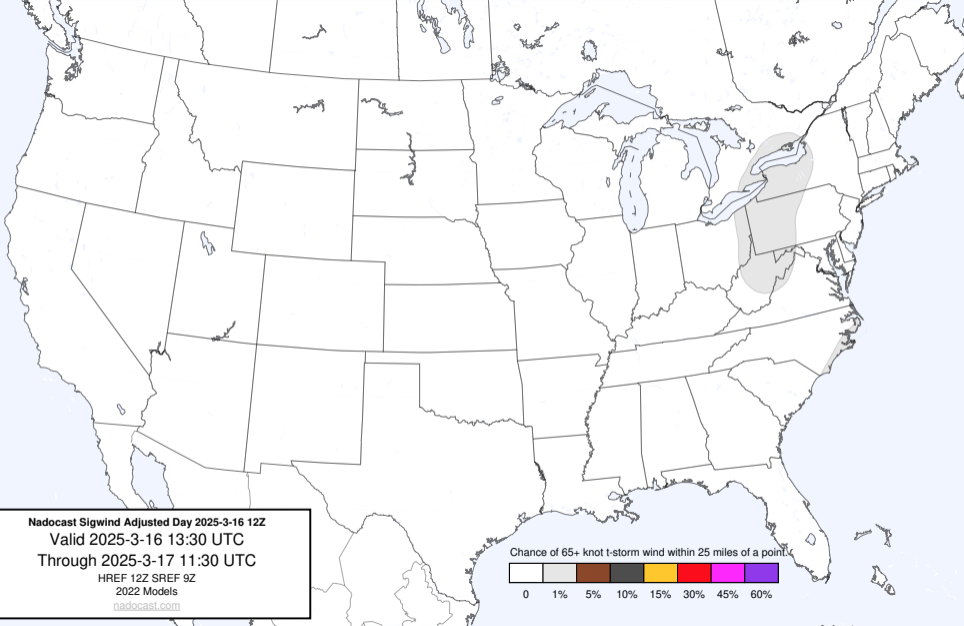 Nadocast Sigwind Adjusted Day 2025-3-16 12Z
Valid 2025-3-16 13:30 UTC
Through 2025-3-17 11:30 UTC
HREF 12Z SREF 9Z
2022 Models
nadocast.com
Chance of 65+ knot t-storm wind within 25 miles of a point.
0 1% 5% 10% 15% 30% 45% 60%